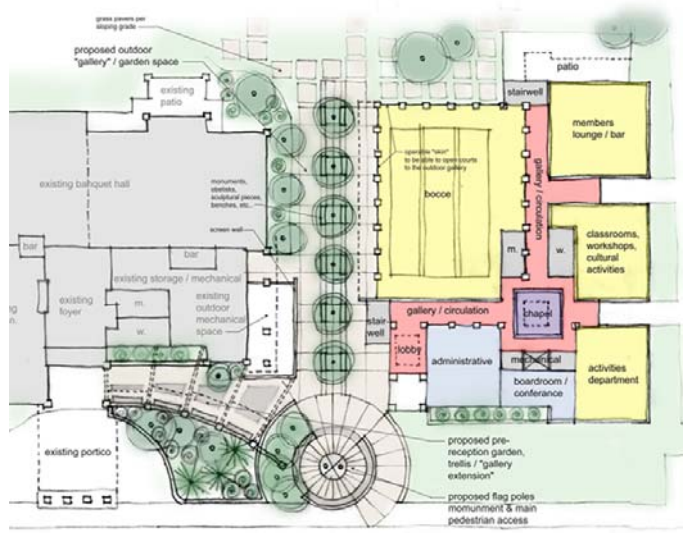 grass pavers per
sloping grade
proposed outdoor
"gallery" / garden space
existing
patio
patio
stairwell
members
lounge / bar
operable "skin"
to be able to open courts
to the outdoor gallery
gallery / circulation
existing banquet hall
monuments,
obelisks,
sculptural pieces,
benches, etc..
bocce
classrooms,
workshops,
cultural
activities
screen wall
bar
bar
m.
w.
existing storage / mechanical
existing
foyer
m.
w.
existing
outdoor
mechanical
space
gallery / circulation
chapel
stair
well
lobby
administrative
mechanical
boardroom /
conferance
activities
department
existing portico
proposed pre-
reception garden,
trellis / "gallery
extension"
proposed flag poles
momunment & main
pedestrian access